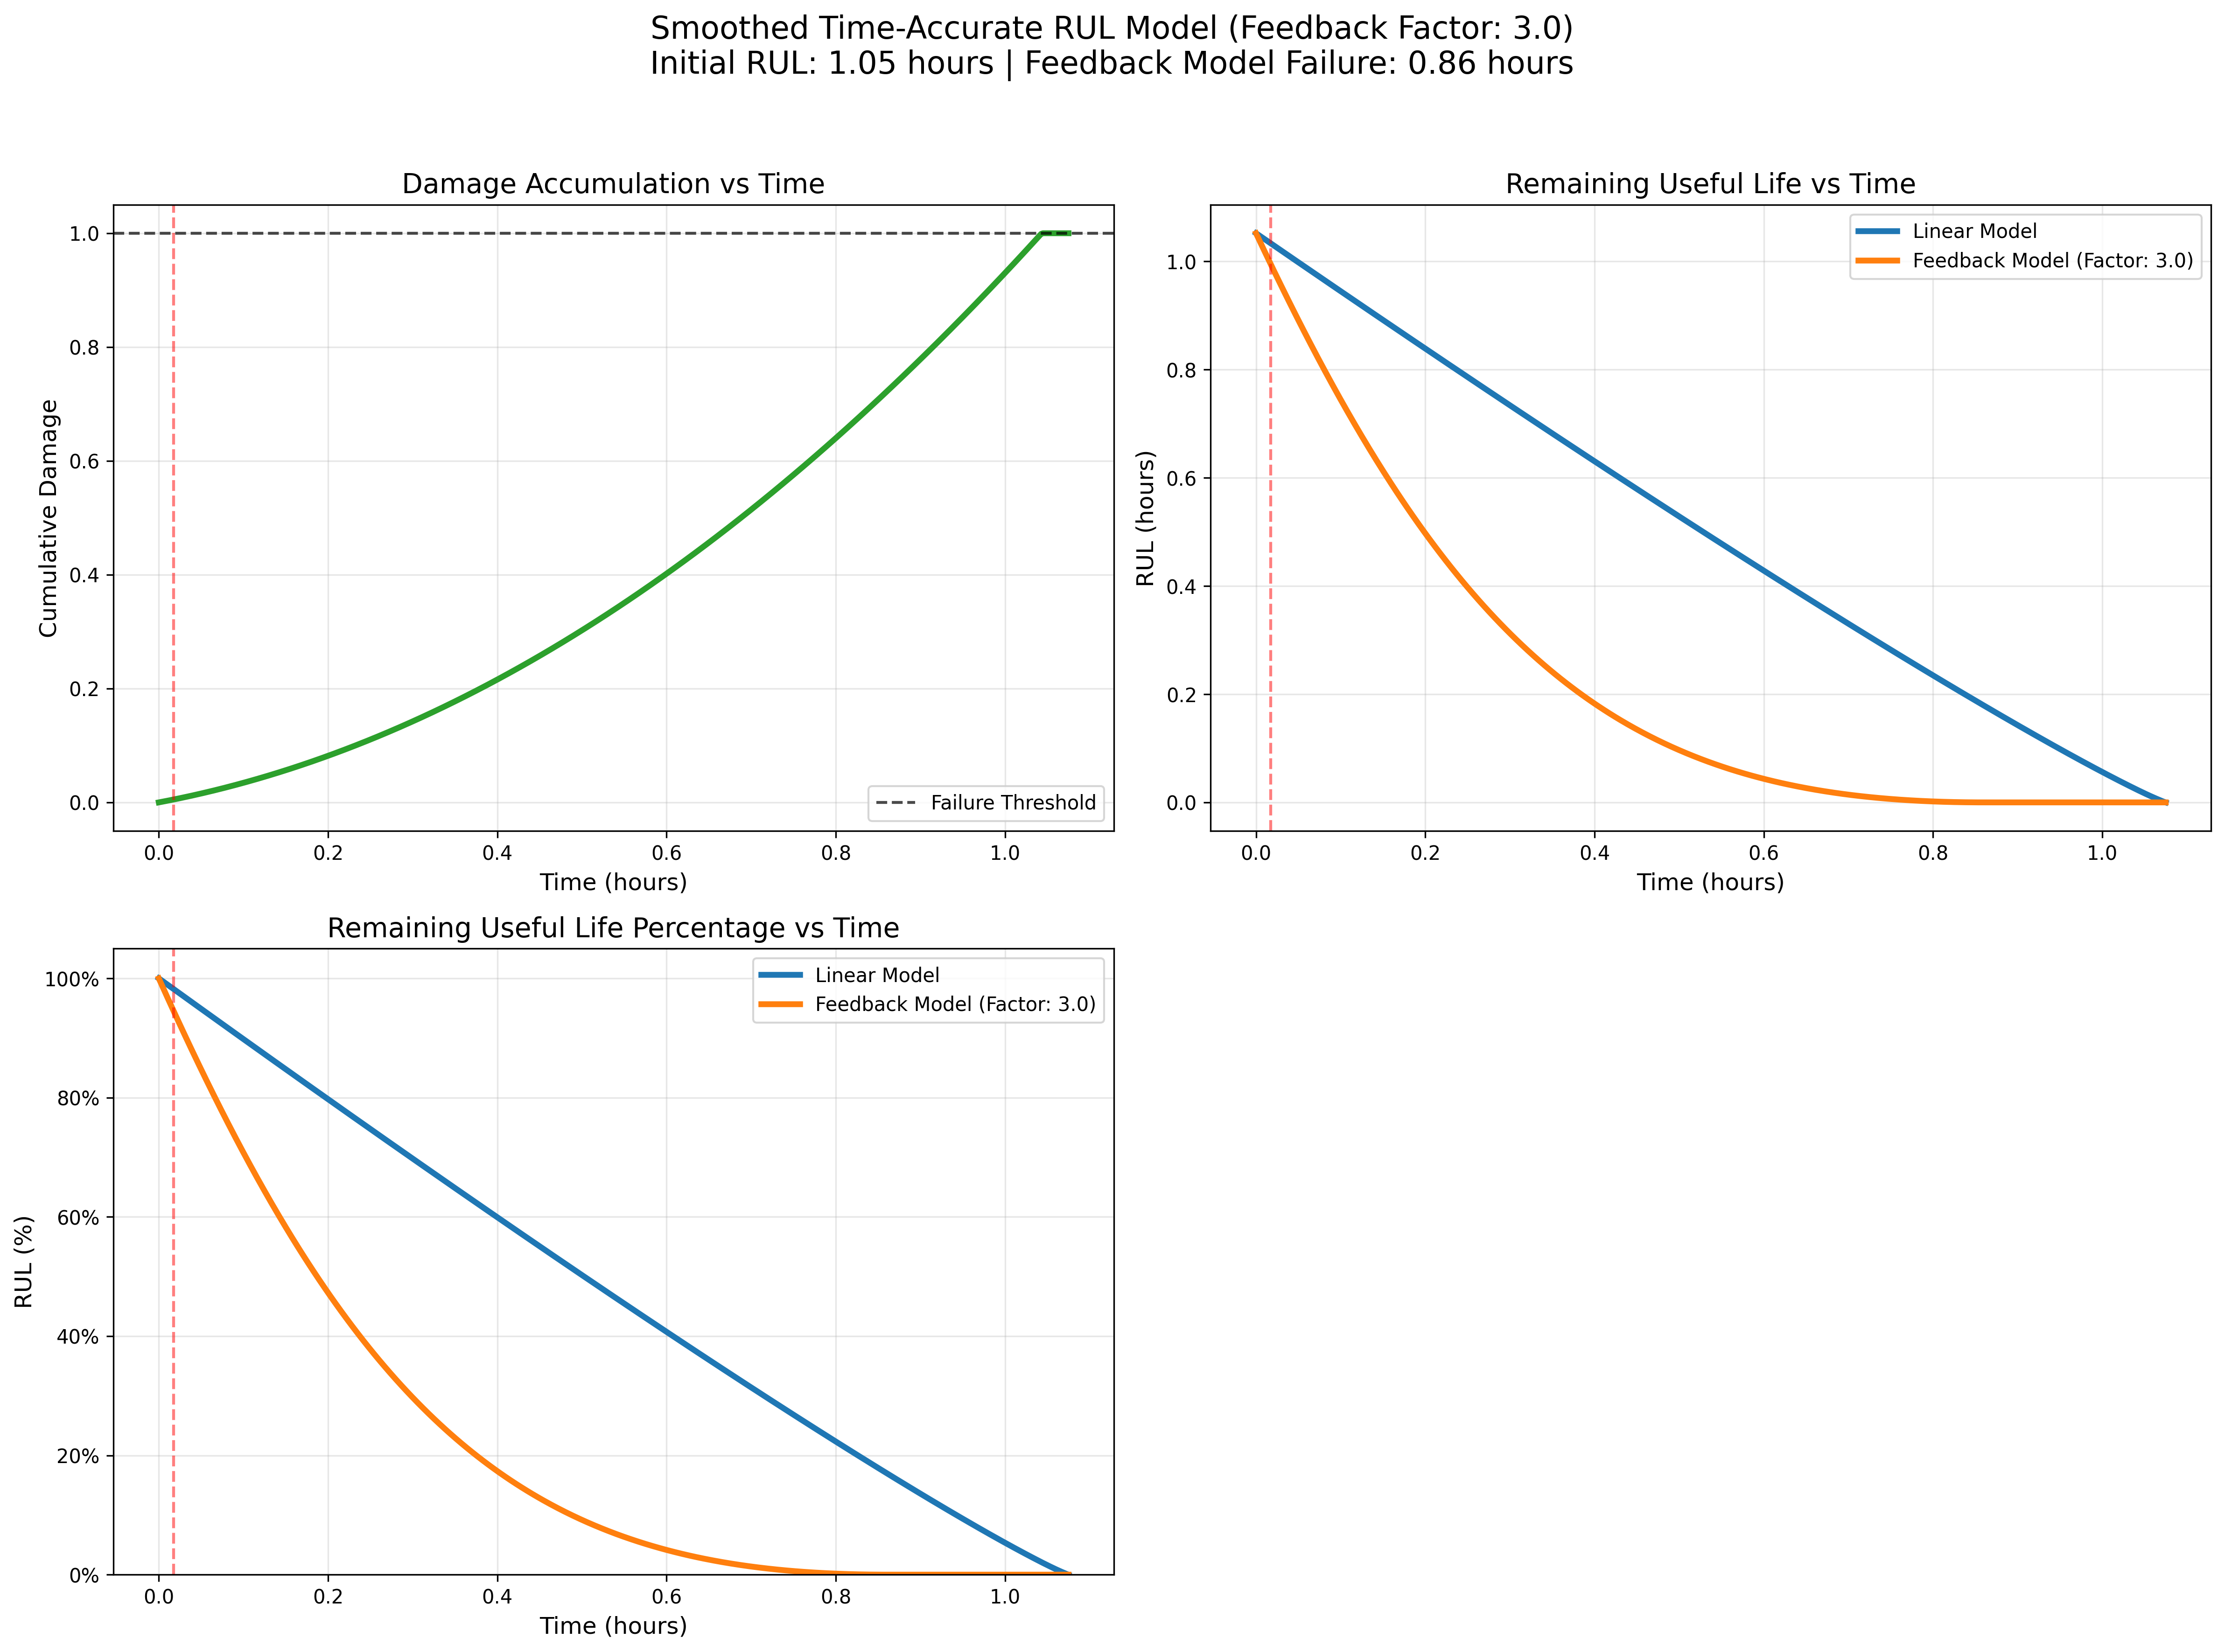 Smoothed Time-Accurate RUL Model (Feedback Factor: 3.0)
Initial RUL: 1.05 hours | Feedback Model Failure: 0.86 hours
Damage Accumulation vs Time
1.0
0.8
0.6
0.4
0.2
0.0
Cumulative Damage
Failure Threshold
0.0 0.2 0.4 0.6 0.8 1.0
Time (hours)
Remaining Useful Life vs Time
Linear Model
Feedback Model (Factor: 3.0)
1.0
0.8
0.6
0.4
0.2
0.0
RUL (hours)
0.0 0.2 0.4 0.6 0.8 1.0
Time (hours)
Remaining Useful Life Percentage vs Time
Linear Model
Feedback Model (Factor: 3.0)
100%
80%
60%
40%
20%
0%
RUL (%)
0.0 0.2 0.4 0.6 0.8 1.0
Time (hours)